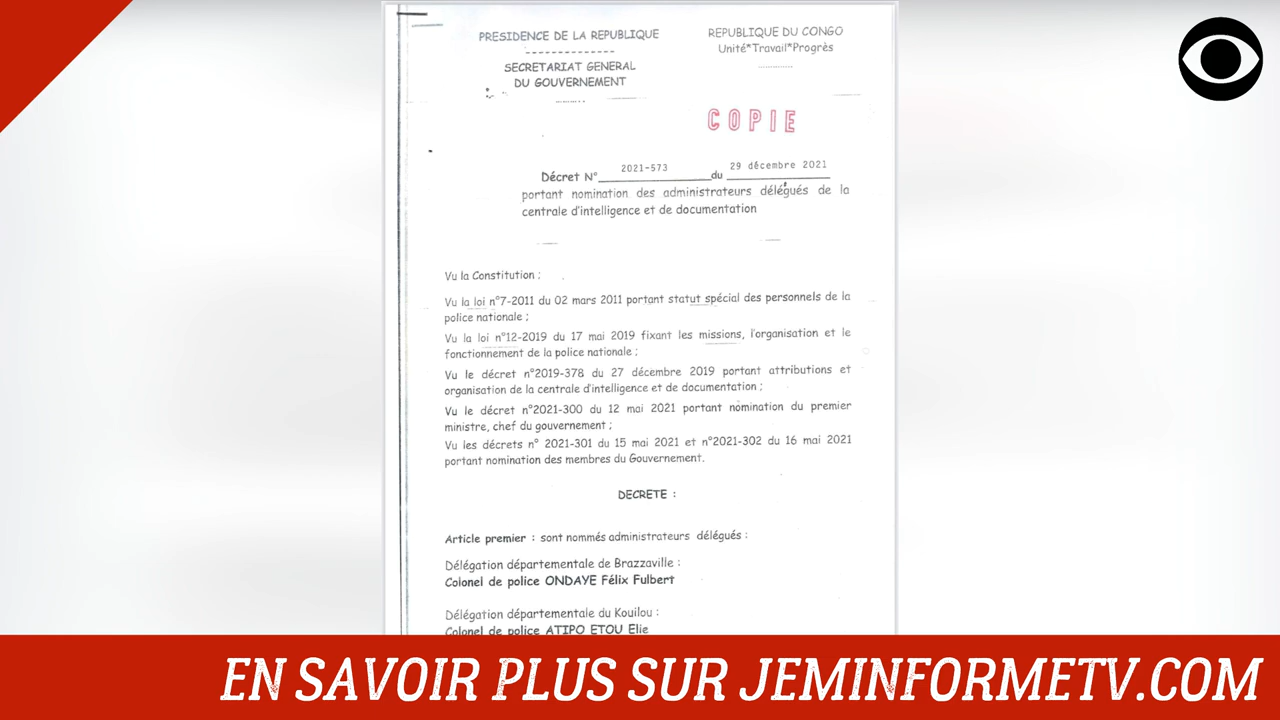 PRESIDENCE DE LA REPUBLIQUE
SECRETARIAT GENERAL
DU GOUVERNEMENT
REPUBLIQUE DU CONGO
Unité*Travail*Progrès
COPIE
Décret N° 2021-573 du 29 décembre 2021
portant nomination des administrateurs délégués de la
centrale d'intelligence et de documentation
Vu la Constitution ;
Vu la loi n°7-2011 du 02 mars 2011 portant statut spécial des personnels de la
police nationale ;
Vu la loi n°12-2019 du 17 mai 2019 fixant les missions, l'organisation et le
fonctionnement de la police nationale ;
Vu le décret n°2019-378 du 27 décembre 2019 portant attributions et
organisation de la centrale d'intelligence et de documentation ;
Vu le décret n°2021-300 du 12 mai 2021 portant nomination du premier
ministre, chef du gouvernement ;
Vu les décrets n° 2021-301 du 15 mai 2021 et n°2021-302 du 16 mai 2021
portant nomination des membres du Gouvernement.
DECRETE :
Article premier : sont nommés administrateurs délégués :
Délégation départementale de Brazzaville :
Colonel de police ONDAYE Félix Fulbert
Délégation départementale du Kouilou :
Colonel de police ATIPO ETOU Elie
EN SAVOIR PLUS SUR JEMINFORMETV.COM